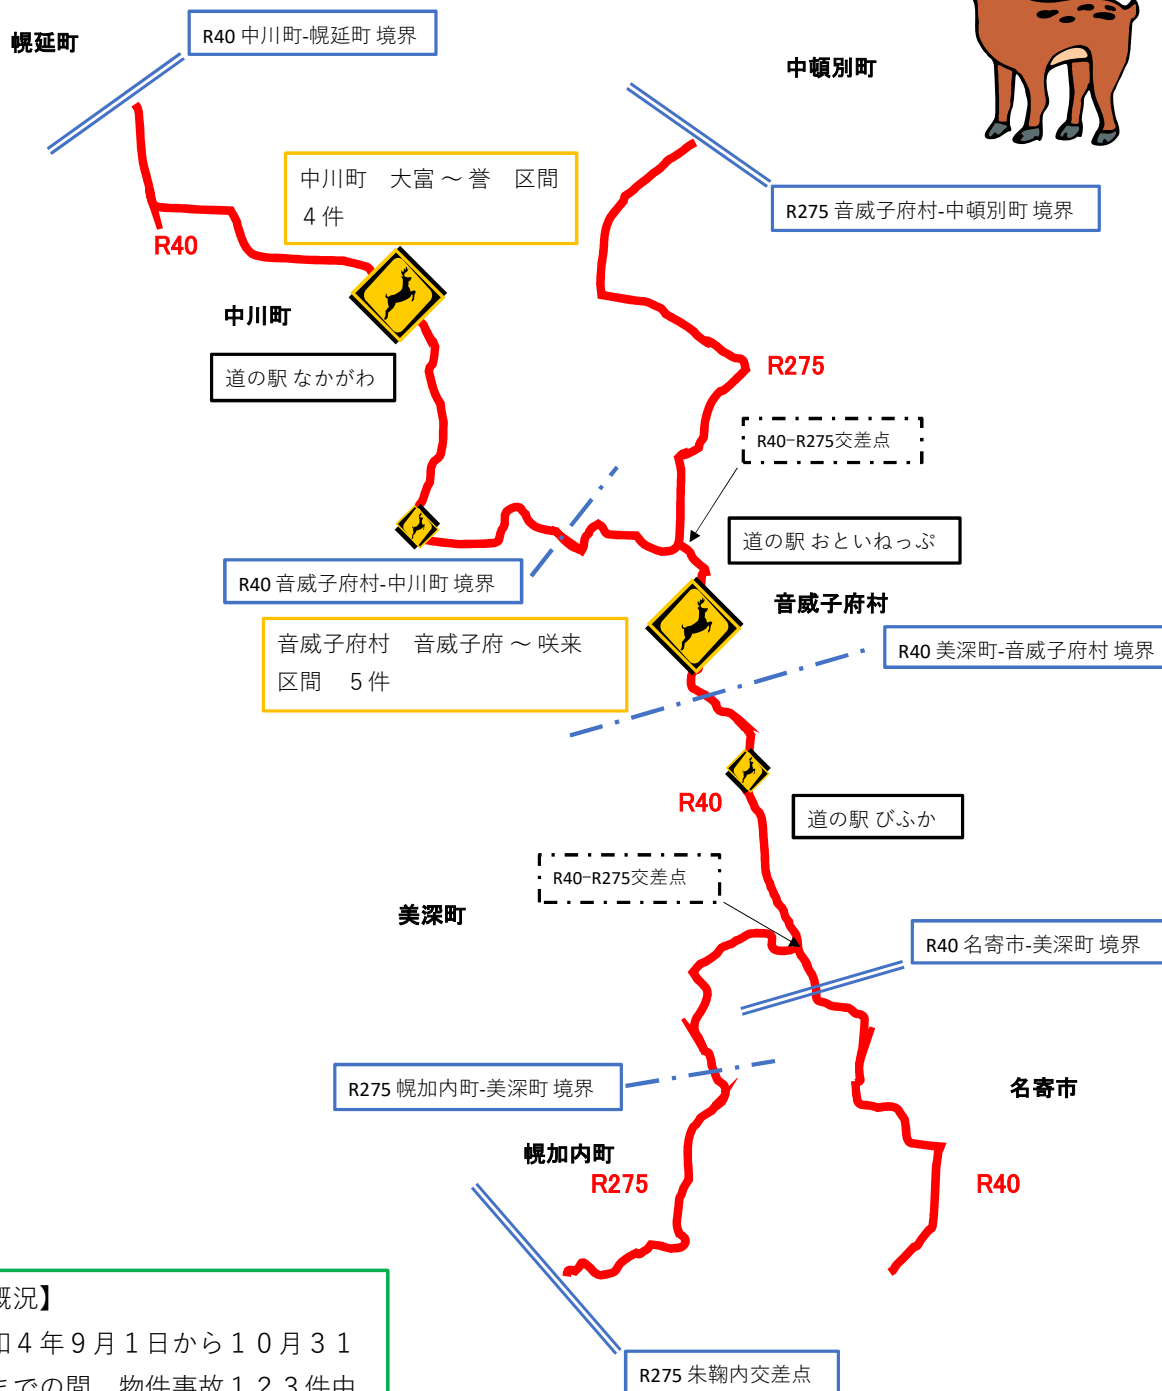 幌延町
R40 中川町-幌延町 境界
中頓別町
中川町　大富 ～ 誉　区間
４件
R275 音威子府村-中頓別町 境界
R40
中川町
道の駅 なかがわ
R275
R40−R275交差点
道の駅 おといねっぷ
R40 音威子府村-中川町 境界
音威子府村
音威子府村　音威子府 ～ 咲来
区間　５件
R40 美深町-音威子府村 境界
R40
道の駅 びふか
R40−R275交差点
美深町
R40 名寄市-美深町 境界
R275 幌加内町-美深町 境界
名寄市
幌加内町
R275
R40
概況】
和４年９月１日から１０月３１
までの間、物件事故１２３件中
R275 朱鞠内交差点